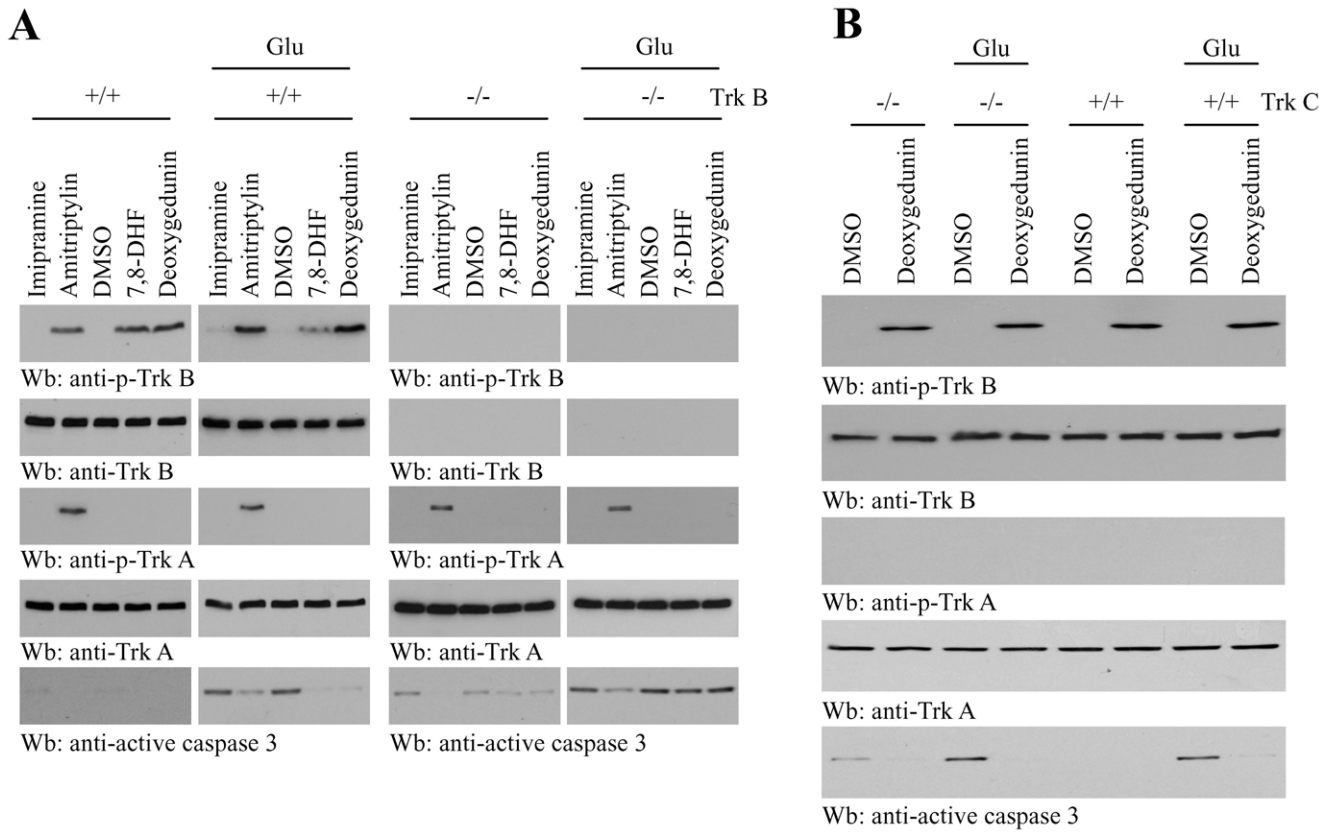 A
Glu
Glu
+/+
+/+
-/-
-/-
Trk B
Imipramine
Amitriptylin
DMSO
7,8-DHF
Deoxygedunin
Imipramine
Amitriptylin
DMSO
7,8-DHF
Deoxygedunin
Imipramine
Amitriptylin
DMSO
7,8-DHF
Deoxygedunin
Imipramine
Amitriptylin
DMSO
7,8-DHF
Deoxygedunin
Wb: anti-p-Trk B
Wb: anti-p-Trk B
Wb: anti-Trk B
Wb: anti-Trk B
Wb: anti-p-Trk A
Wb: anti-p-Trk A
Wb: anti-Trk A
Wb: anti-Trk A
Wb: anti-active caspase 3
Wb: anti-active caspase 3
B
Glu
Glu
-/-
-/-
+/+
+/+
Trk C
DMSO
Deoxygedunin
DMSO
Deoxygedunin
DMSO
Deoxygedunin
DMSO
Deoxygedunin
Wb: anti-p-Trk B
Wb: anti-Trk B
Wb: anti-p-Trk A
Wb: anti-Trk A
Wb: anti-active caspase 3